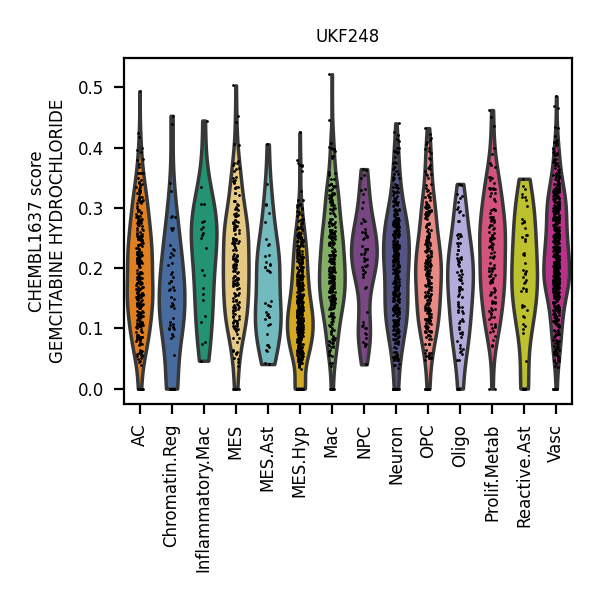 UKF248
CHEMBL1637 score
GEMCITABINE HYDROCHLORIDE
0.5
0.4
0.3
0.2
0.1
0.0
AC
Chromatin.Reg
Inflammatory.Mac
MES
MES.Ast
MES.Hyp
Mac
NPC
Neuron
OPC
Oligo
Prolif.Metab
Reactive.Ast
Vasc